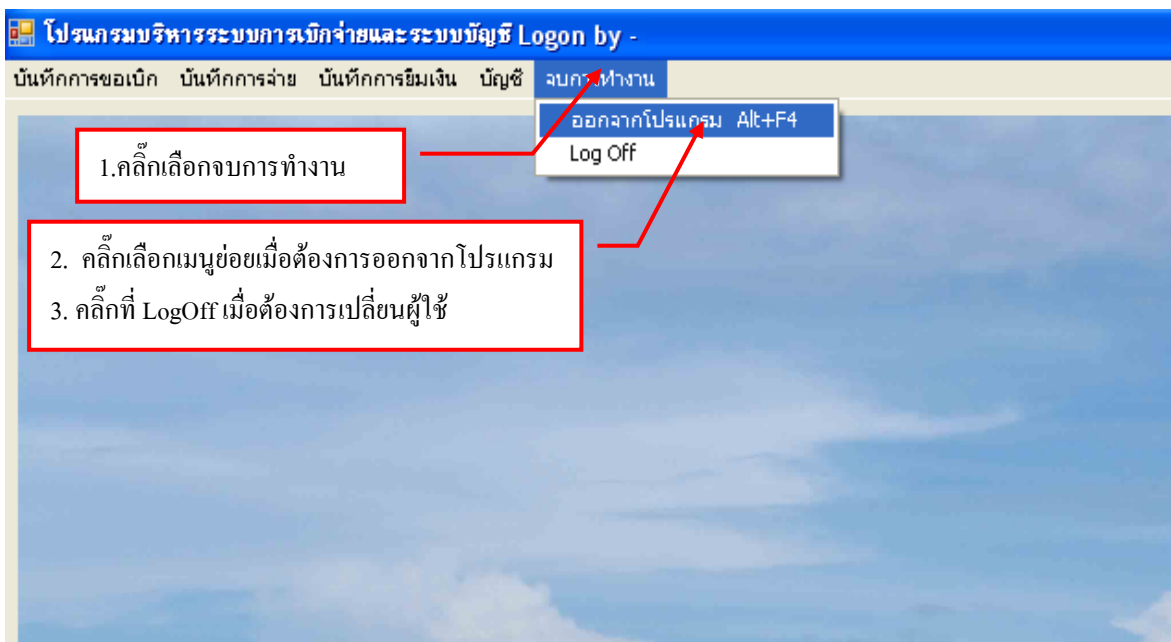 โปรแกรมบริหารระบบการเบิกจ่ายและระบบบัญชี Logon by -
บันทึกการขอเบิก บันทึกการจ่าย บันทึกการยืมเงิน บัญชี จบการทำงาน
ออกจากโปรแกรม Alt+F4
Log Off
1.คลิ๊กเลือกจบการทำงาน
2. คลิ๊กเลือกเมนูย่อยเมื่อต้องการออกจากโปรแกรม
3. คลิ๊กที่ LogOff เมื่อต้องการเปลี่ยนผู้ใช้